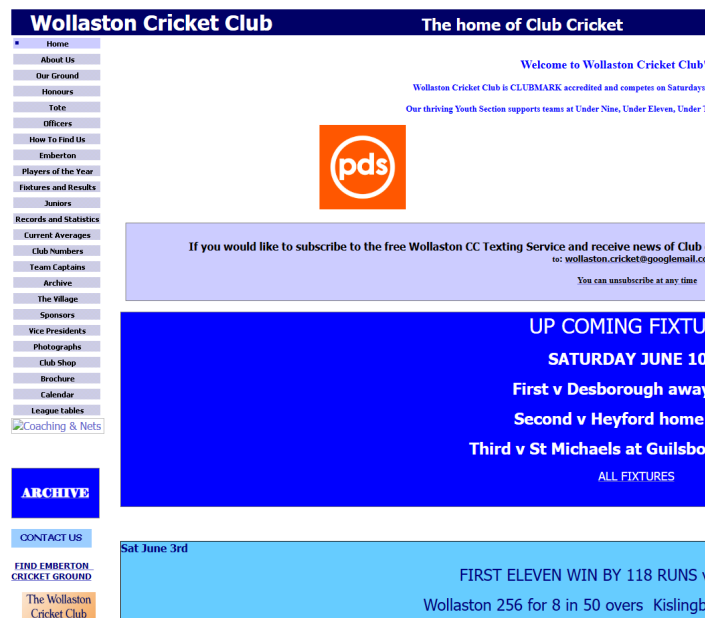 Wollaston Cricket Club The home of Club Cricket
Home
About Us
Our Ground
Honours
Tote
Officers
How To Find Us
Emberton
Players of the Year
Fixtures and Results
Juniors
Records and Statistics
Current Averages
Club Numbers
Team Captains
Archive
The Village
Sponsors
Vice Presidents
Photographs
Club Shop
Brochure
Calendar
League tables
Coaching & Nets
ARCHIVE
CONTACT US
FIND EMBERTON
CRICKET GROUND
The Wollaston
Cricket Club
Welcome to Wollaston Cricket Club'
Wollaston Cricket Club is CLUBMARK accredited and competes on Saturdays
Our thriving Youth Section supports teams at Under Nine, Under Eleven, Under
pds
If you would like to subscribe to the free Wollaston CC Texting Service and receive news of Club
to: wollaston.cricket@googlemail.co
You can unsubscribe at any time
UP COMING FIXTU
SATURDAY JUNE 10
First v Desborough away
Second v Heyford home
Third v St Michaels at Guilsbo
ALL FIXTURES
Sat June 3rd
FIRST ELEVEN WIN BY 118 RUNS
Wollaston 256 for 8 in 50 overs Kislingb